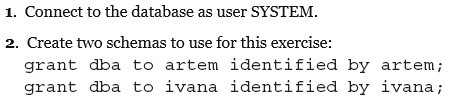 1. Connect to the database as user SYSTEM.
2. Create two schemas to use for this exercise:
grant dba to artem identified by artem;
grant dba to ivana identified by ivana;